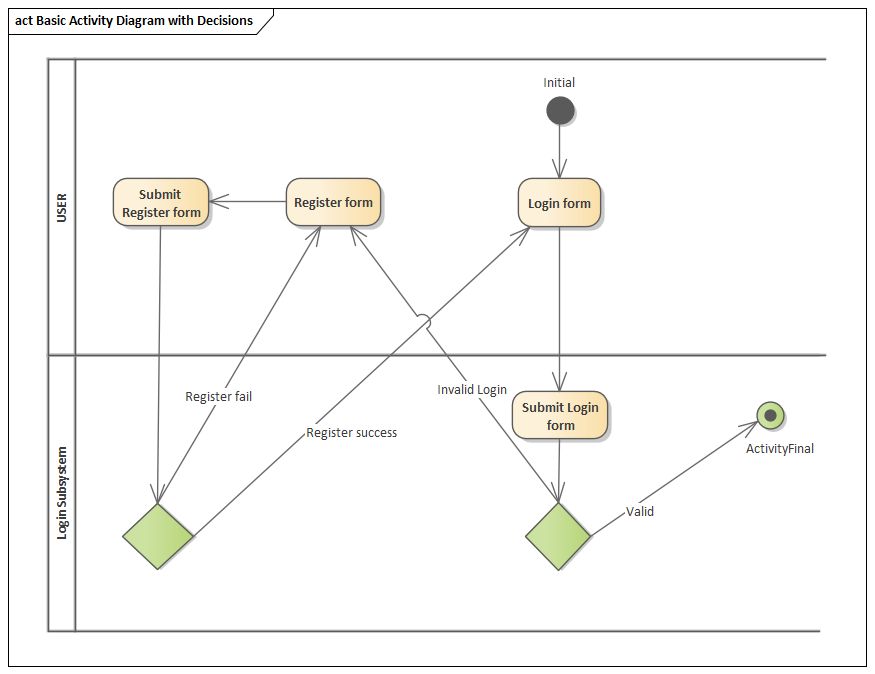 act Basic Activity Diagram with Decisions
Initial
USER
Submit
Register form
Register form
Login form
Register fail
Invalid Login
Submit Login
form
Register success
ActivityFinal
Login Subsystem
Valid